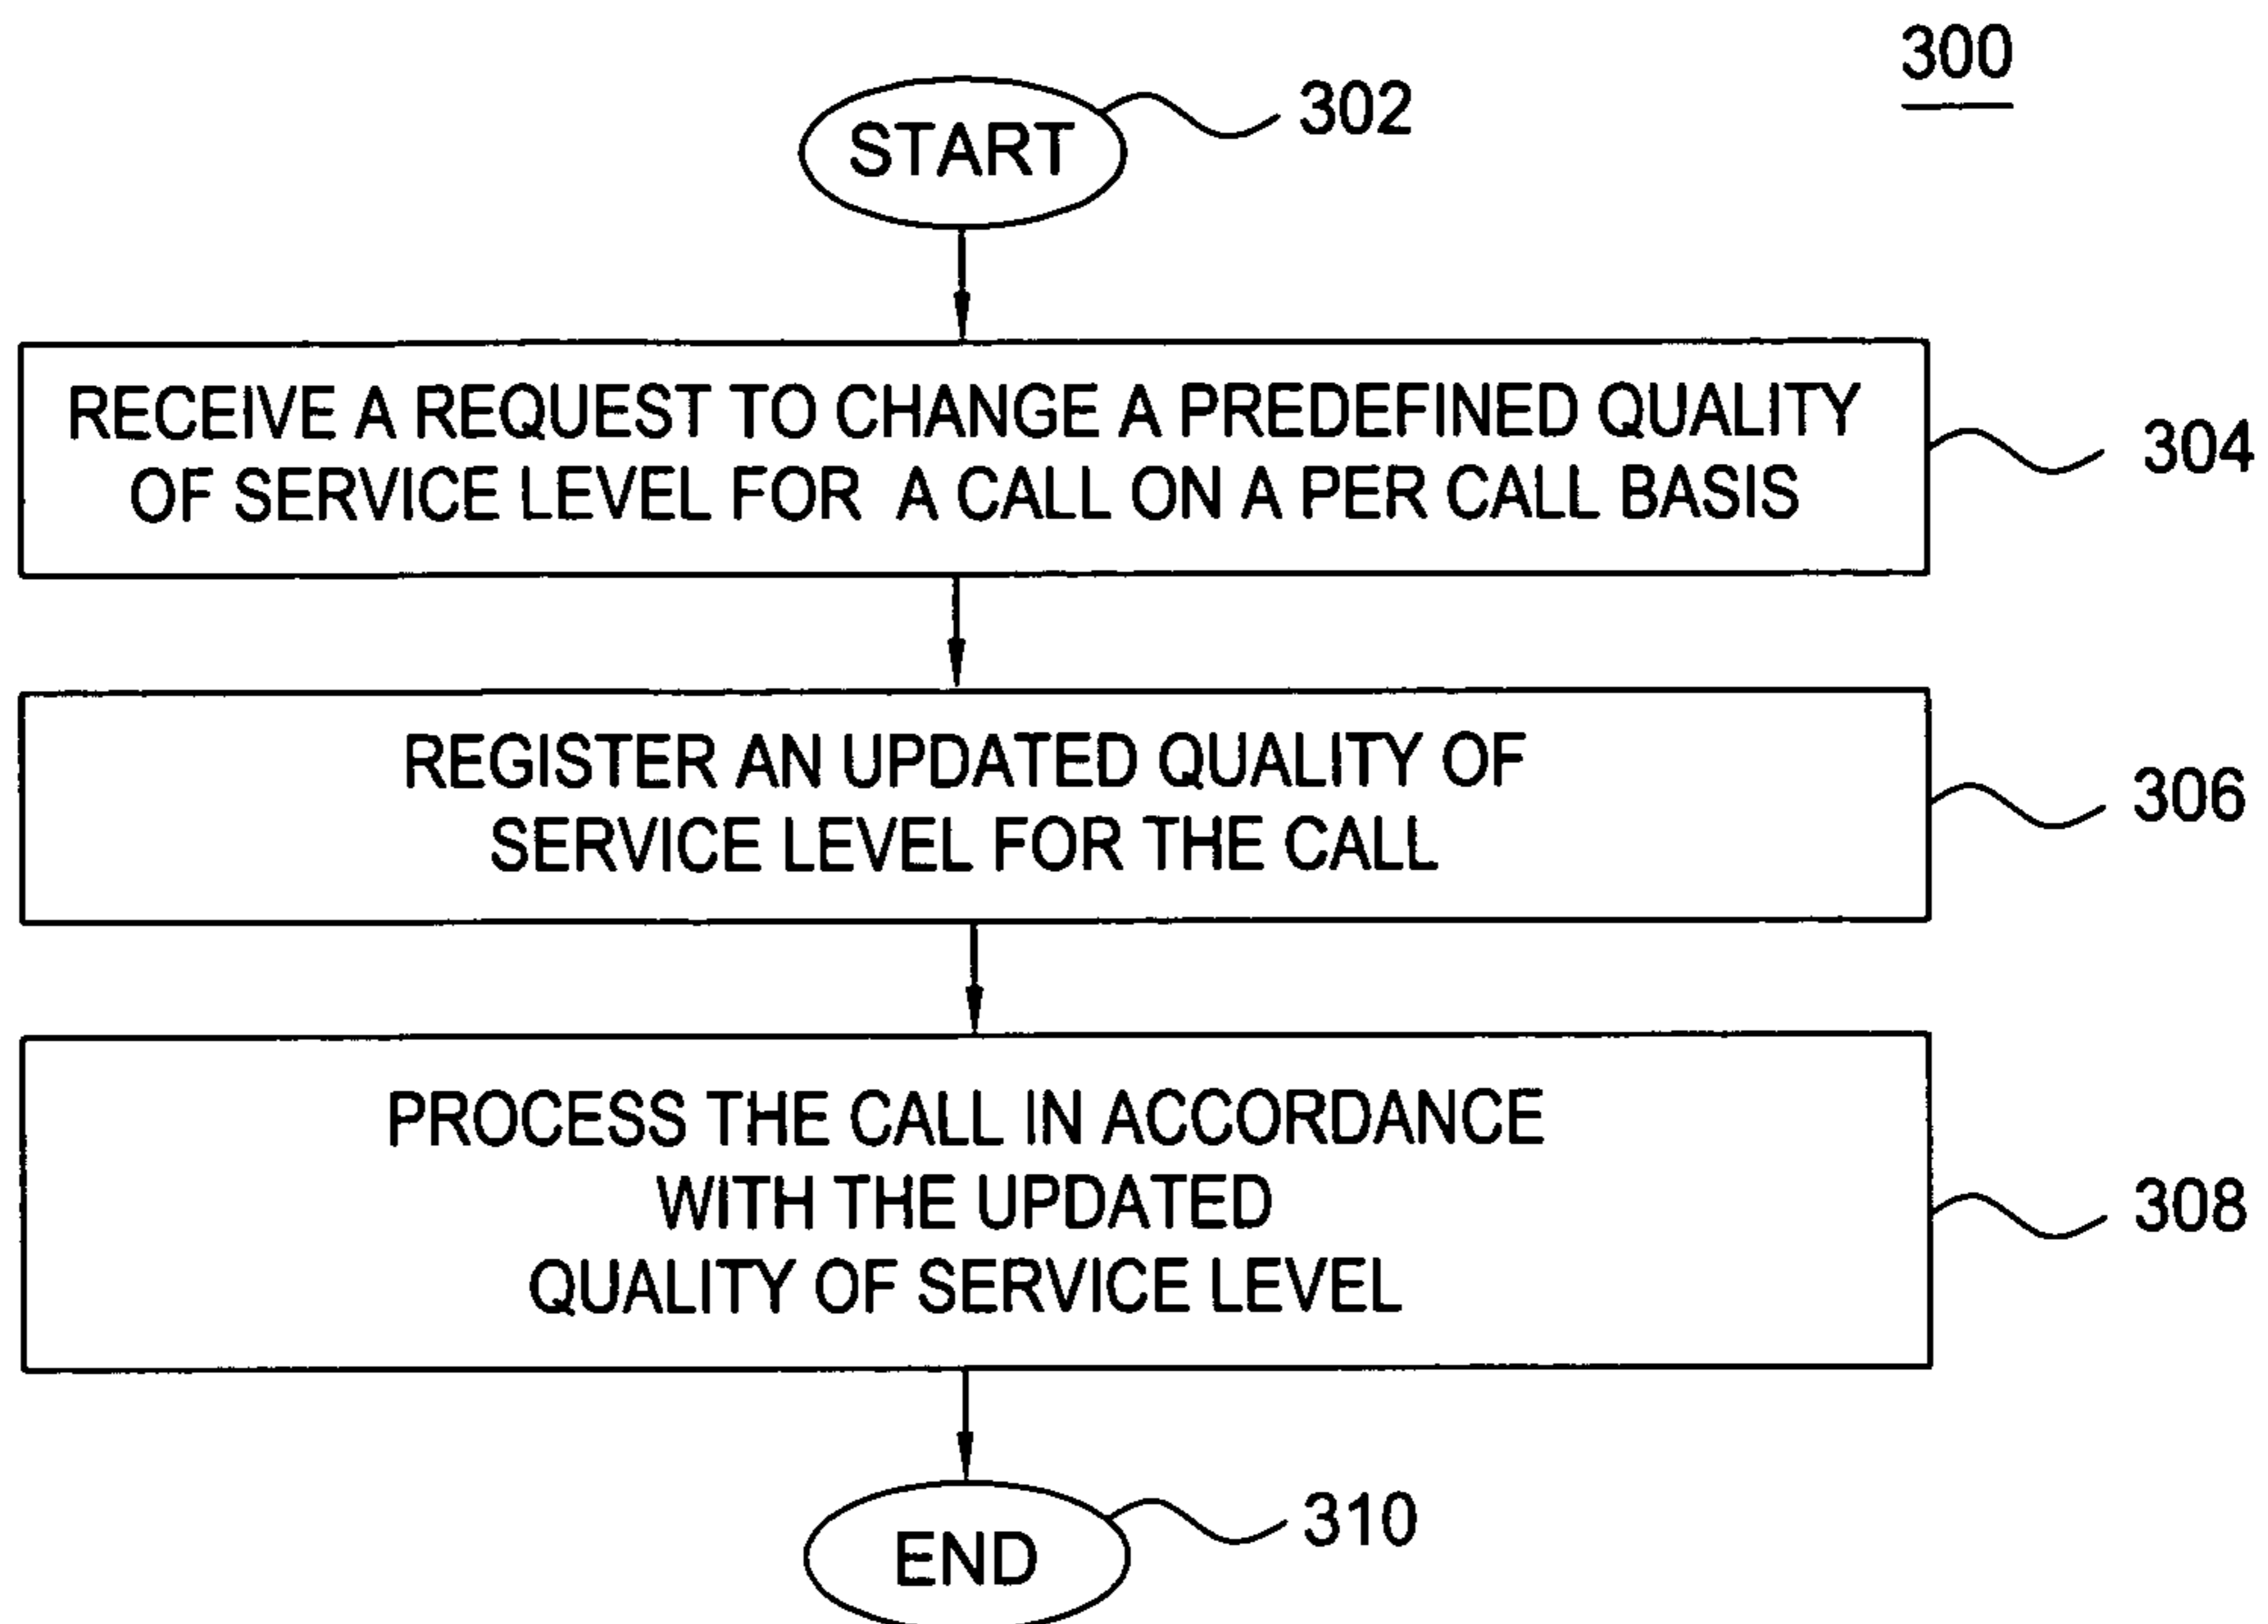 300
START
302
RECEIVE A REQUEST TO CHANGE A PREDEFINED QUALITY
OF SERVICE LEVEL FOR A CALL ON A PER CALL BASIS
304
REGISTER AN UPDATED QUALITY OF
SERVICE LEVEL FOR THE CALL
306
PROCESS THE CALL IN ACCORDANCE
WITH THE UPDATED
QUALITY OF SERVICE LEVEL
308
END
310